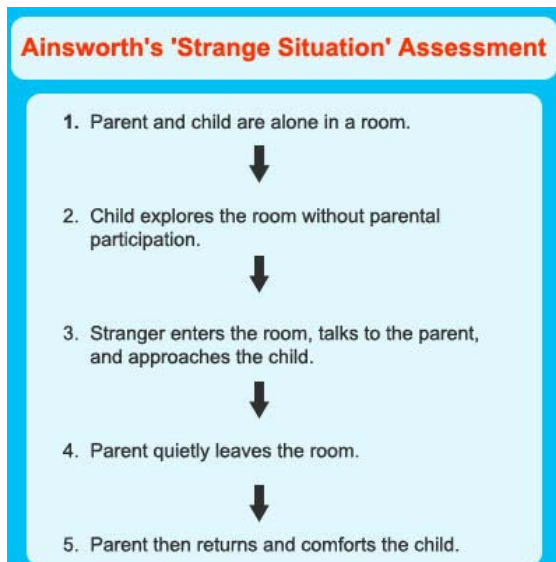 Ainsworth's 'Strange Situation' Assessment
1. Parent and child are alone in a room.
2. Child explores the room without parental
participation.
3. Stranger enters the room, talks to the parent,
and approaches the child.
4. Parent quietly leaves the room.
5. Parent then returns and comforts the child.